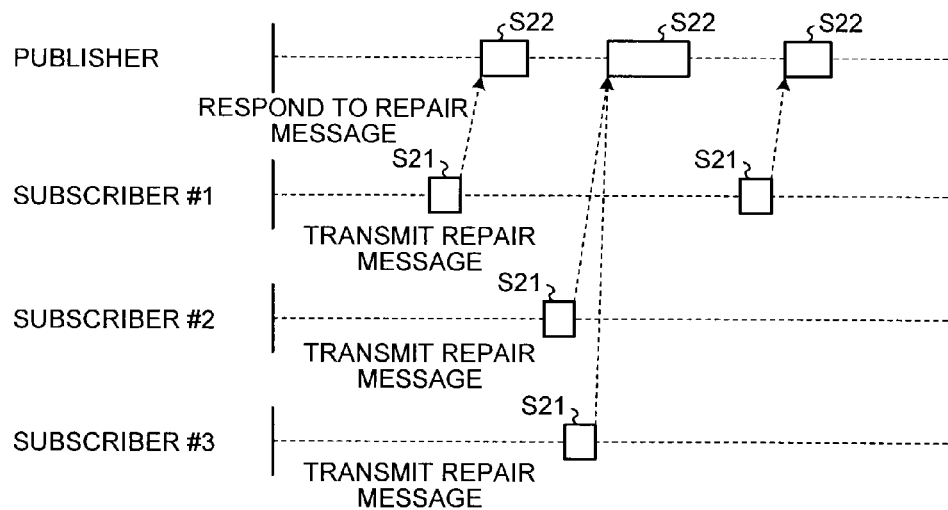 S22 S22 S22
PUBLISHER
RESPOND TO REPAIR
MESSAGE
S21 S21
SUBSCRIBER #1
TRANSMIT REPAIR
MESSAGE
S21
SUBSCRIBER #2
TRANSMIT REPAIR
MESSAGE
S21
SUBSCRIBER #3
TRANSMIT REPAIR
MESSAGE